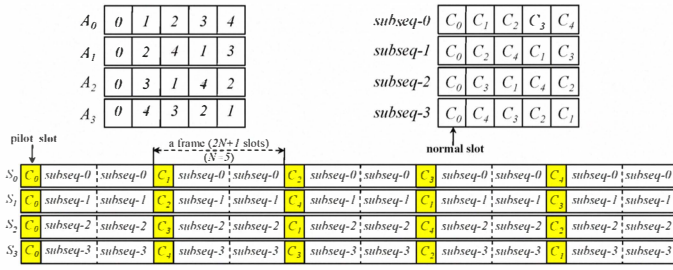 A₀ 0 1 2 3 4 subseq-0 C₀ C₁ C₂ C₃ C₄
A₁ 0 2 4 1 3 subseq-1 C₀ C₂ C₄ C₁ C₃
A₂ 0 3 1 4 2 subseq-2 C₀ C₃ C₁ C₄ C₂
A₃ 0 4 3 2 1 subseq-3 C₀ C₄ C₃ C₂ C₁
pilot slot a frame (2N+1 slots) normal slot
(N=5)
S₀ C₀ subseq-0 subseq-0 C₁ subseq-0 subseq-0 C₂ subseq-0 subseq-0 C₃ subseq-0 subseq-0 C₄ subseq-0 subseq-0
S₁ C₀ subseq-1 subseq-1 C₂ subseq-1 subseq-1 C₄ subseq-1 subseq-1 C₁ subseq-1 subseq-1 C₃ subseq-1 subseq-1
S₂ C₀ subseq-2 subseq-2 C₃ subseq-2 subseq-2 C₁ subseq-2 subseq-2 C₄ subseq-2 subseq-2 C₂ subseq-2 subseq-2
S₃ C₀ subseq-3 subseq-3 C₄ subseq-3 subseq-3 C₃ subseq-3 subseq-3 C₂ subseq-3 subseq-3 C₁ subseq-3 subseq-3